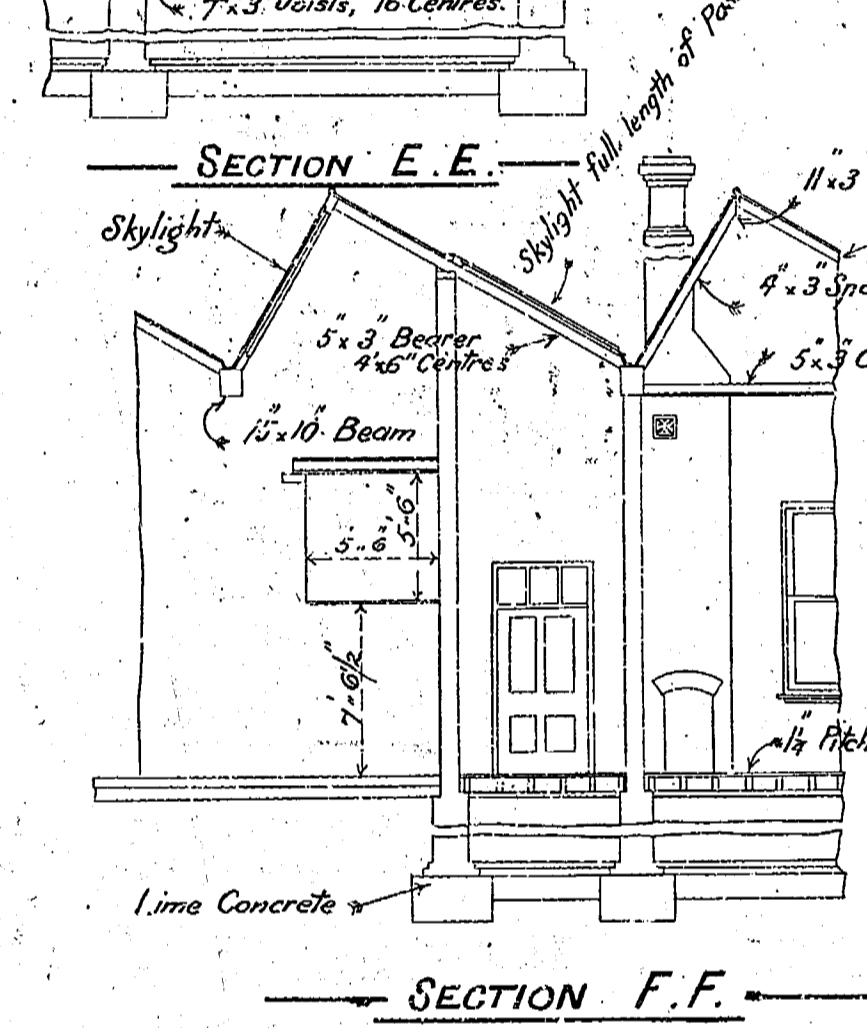 7"x3" Joists, 16" Centres.
SECTION E.E.
Skylight full length of
11"x3
Skylight
4"x3"
5"x3" Bearer
4'x6" Centres
5"x3"
15"x10" Beam
5'-6"
5'-6"
7'-6½"
1¼" Pitch
Lime Concrete
SECTION F.F.